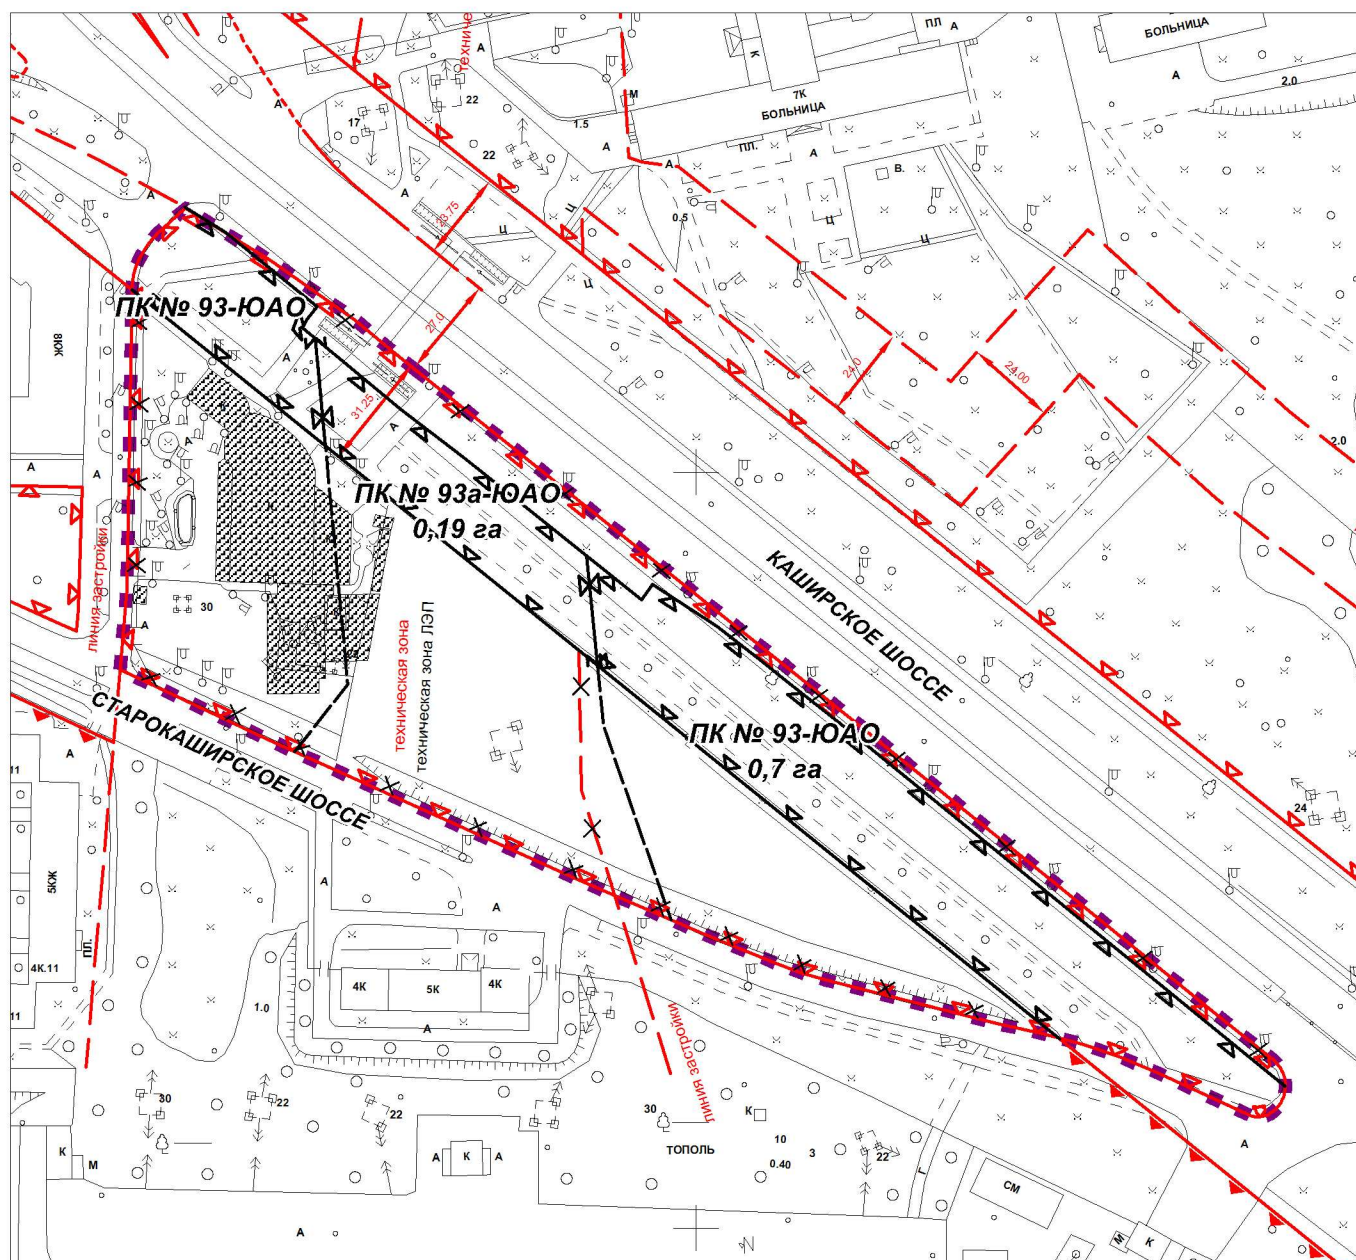 ПЛ
А
БОЛЬНИЦА
техниче
А
К
А
22
М
7К
БОЛЬНИЦА
2.0
А
17
1.5
А
ПЛ.
А
22
А
В.
А
А
0.5
Ц
Ц
23.75
Ц
Ц
Ц
ПК № 93-ЮАО
27.0
8КЖ
А
24.0
24.00
31.25
А
2.0
А
А
А
ПК № 93а-ЮАО
0,19 га
линия застройки
КАШИРСКОЕ ШОССЕ
30
А
техническая зона
техническая зона ЛЭП
СТАРОКАШИРСКОЕ ШОССЕ
ПК № 93-ЮАО
0,7 га
А
11
24
5КЖ
А
А
ПЛ.
4К.11
4К
5К
4К
1.0
11
А
линия застройки
30
22
22
30
К
10
3
0.40
ТОПОЛЬ
22
А
К
М
А
К
А
Г
СМ
А
М
К